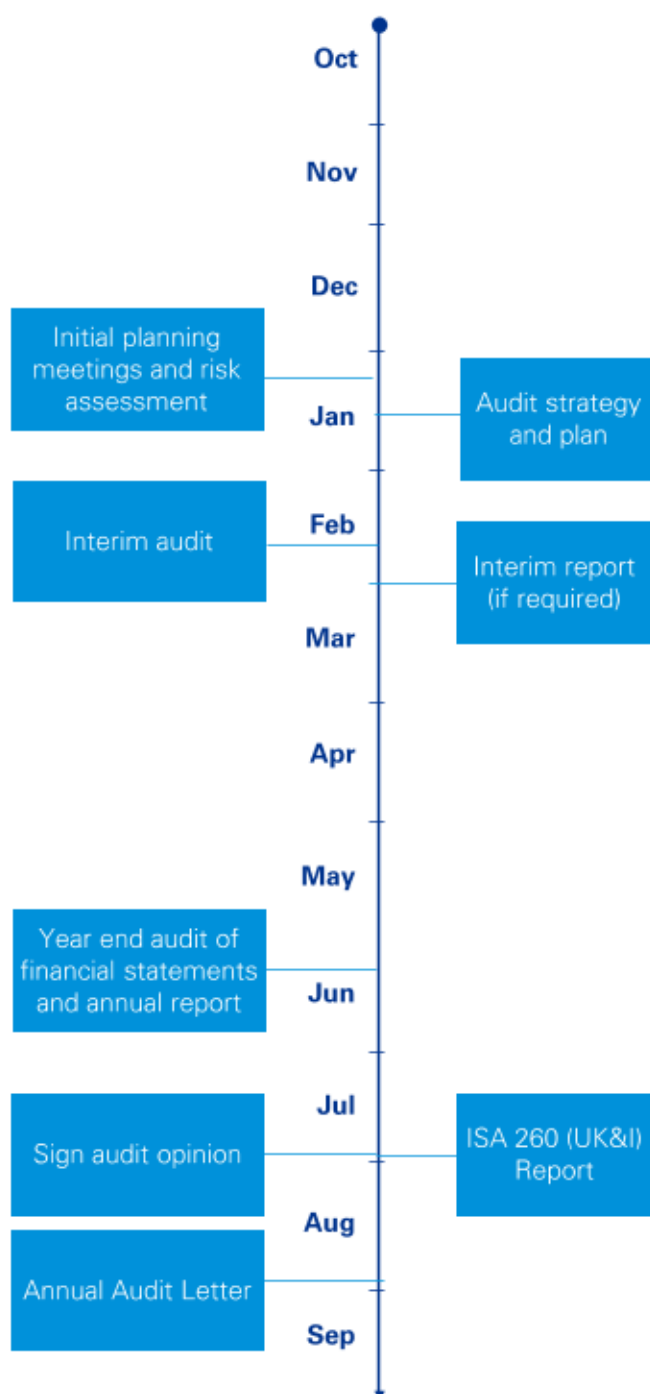 Oct
Nov
Dec
Initial planning
meetings and risk
assessment
Audit strategy
and plan
Jan
Interim audit
Feb
Interim report
(if required)
Mar
Apr
May
Year end audit of
financial statements
and annual report
Jun
Jul
Sign audit opinion
ISA 260 (UK&I)
Report
Aug
Annual Audit Letter
Sep